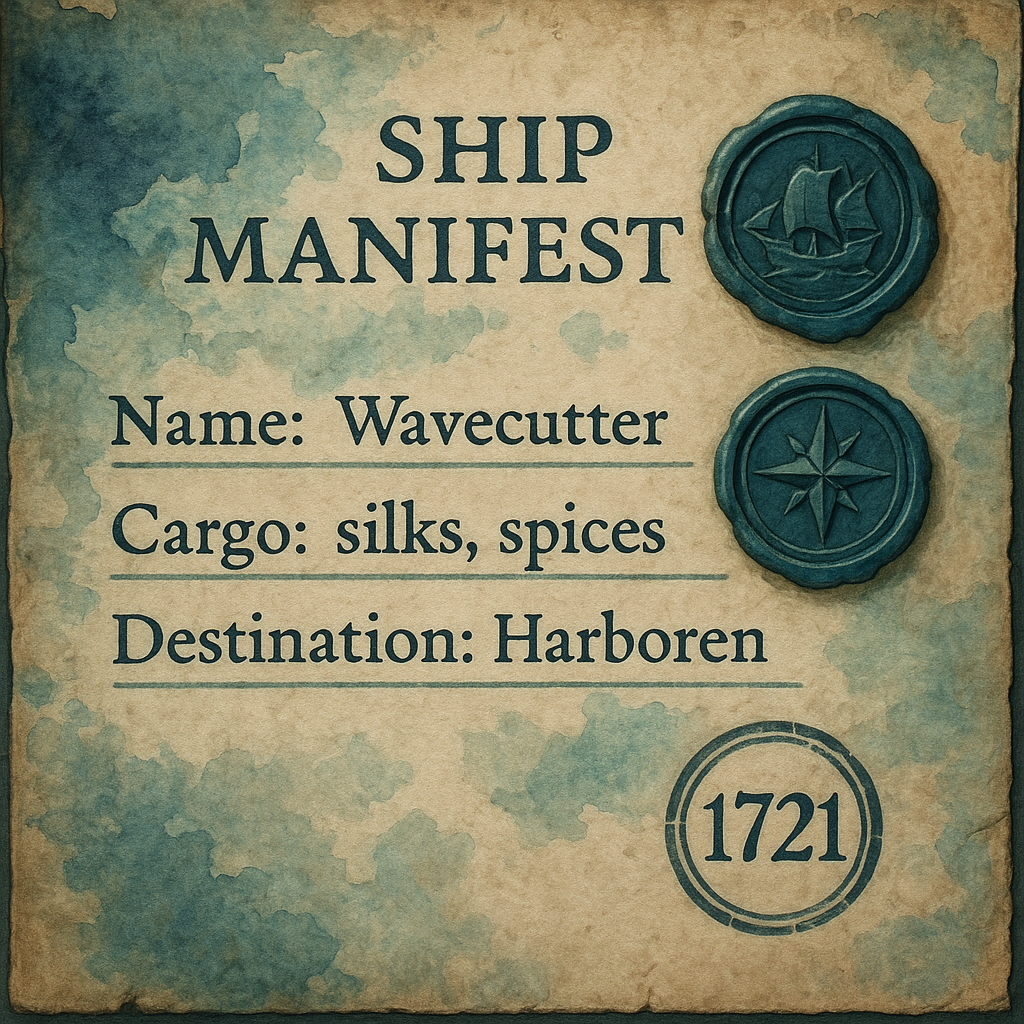 SHIP
MANIFEST
Name: Wavecutter
Cargo: silks, spices
Destination: Harboren
1721